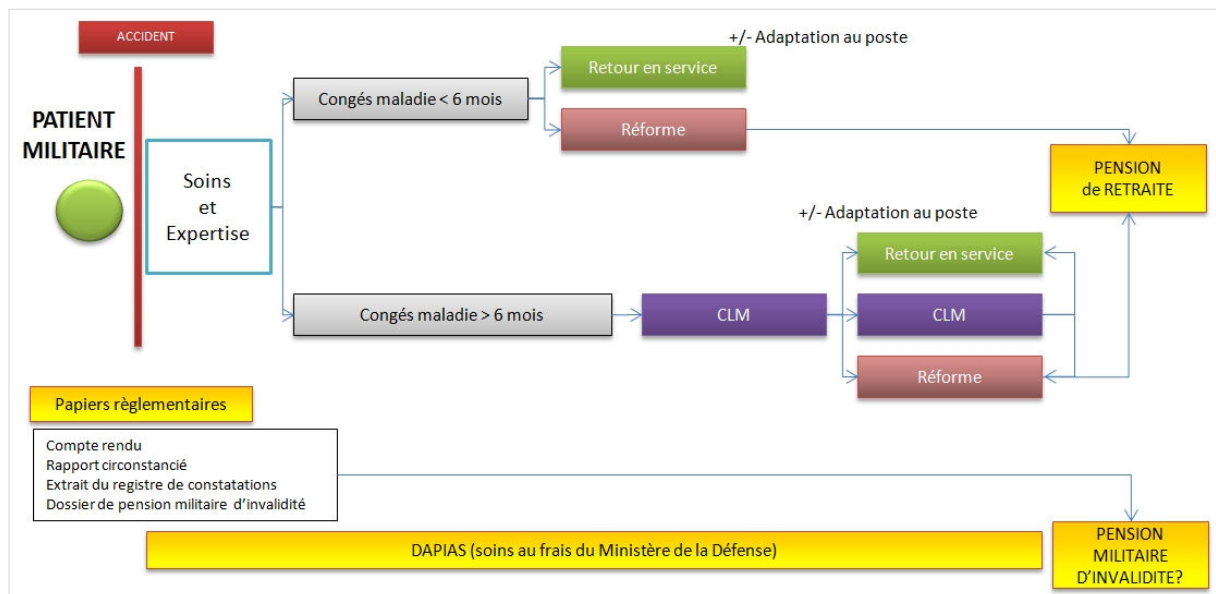 ACCIDENT
+/- Adaptation au poste
Retour en service
Congés maladie < 6 mois
PATIENT
MILITAIRE
Réforme
Soins
et
Expertise
PENSION
de RETRAITE
+/- Adaptation au poste
Retour en service
Congés maladie > 6 mois
CLM
CLM
Réforme
Papiers règlementaires
Compte rendu
Rapport circonstancié
Extrait du registre de constatations
Dossier de pension militaire d'invalidité
DAPIAS (soins au frais du Ministère de la Défense)
PENSION
MILITAIRE
D'INVALIDITE?